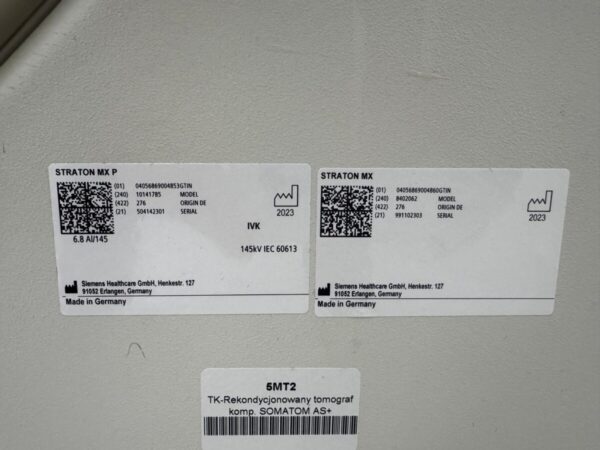 STRATON MX P
(01) 04056869004853GTIN
(240) 10141785 MODEL
(422) 276 ORIGIN DE
(21) 504142301 SERIAL
6.8 Al/145
2023
IVK
145kV IEC 60613
Siemens Healthcare GmbH, Henkestr. 127
91052 Erlangen, Germany
Made in Germany
STRATON MX
(01) 04056869004860GTIN
(240) 8402062 MODEL
(422) 276 ORIGIN DE
(21) 991102303 SERIAL
2023
Siemens Healthcare GmbH, Henkestr. 127
91052 Erlangen, Germany
Made in Germany
5MT2
TK-Rekondycjonowany tomograf
komp. SOMATOM AS+